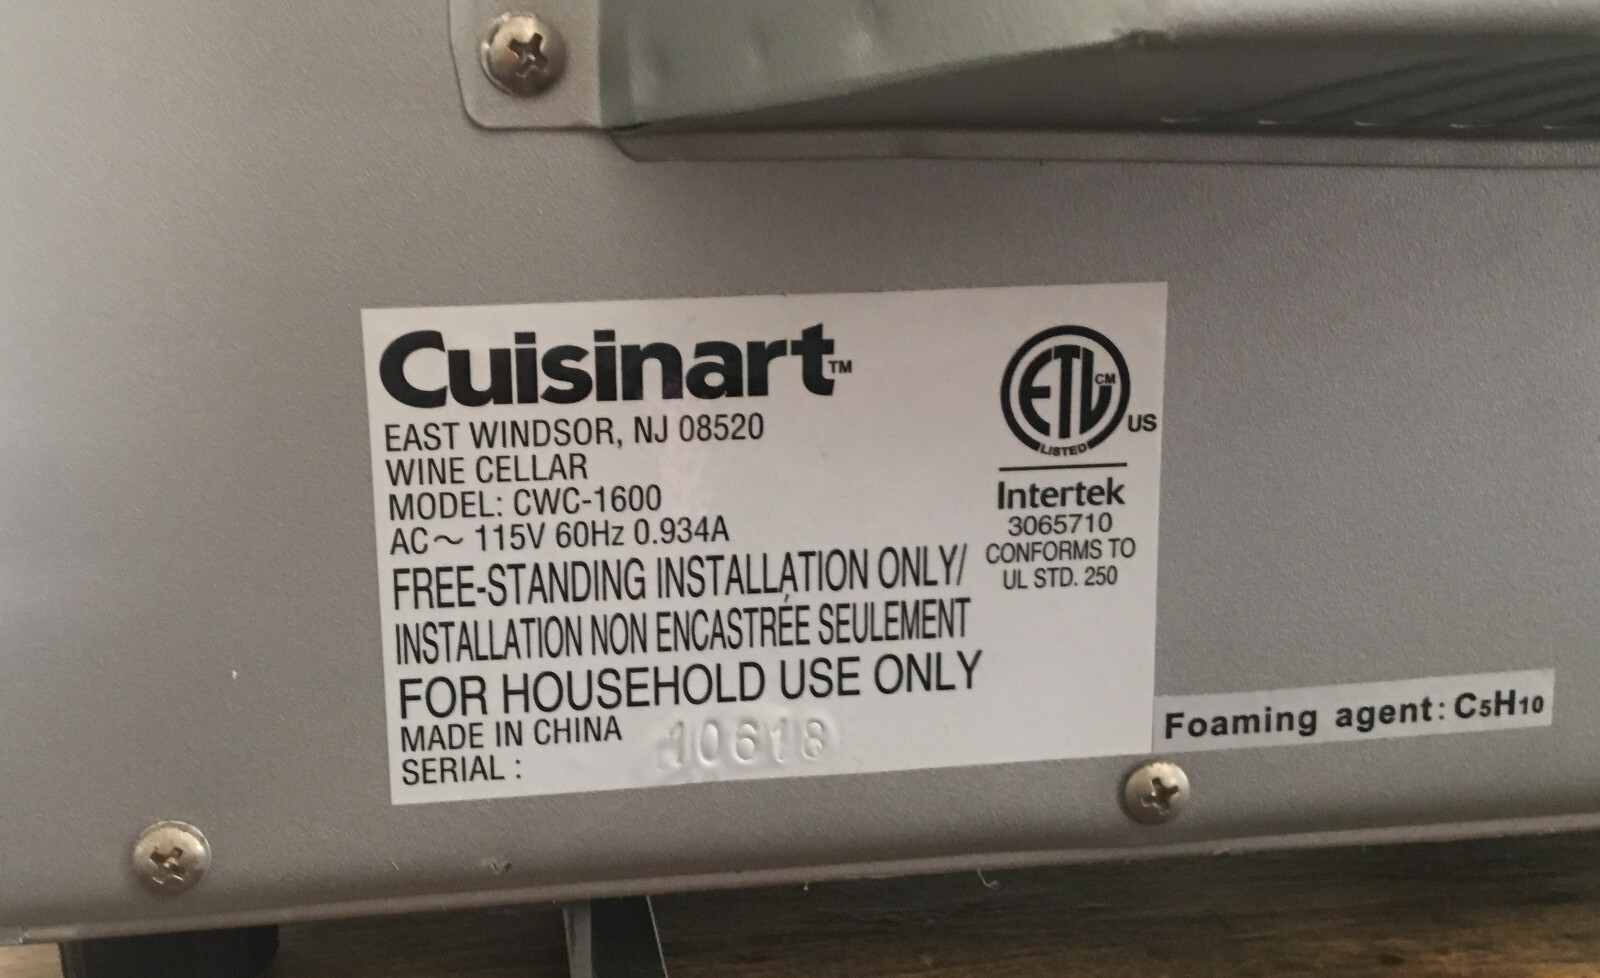 Cuisinart™
EAST WINDSOR, NJ 08520
WINE CELLAR
MODEL: CWC-1600
AC～ 115V 60Hz 0.934A
FREE-STANDING INSTALLATION ONLY/
INSTALLATION NON ENCASTRÉE SEULEMENT
FOR HOUSEHOLD USE ONLY
MADE IN CHINA
SERIAL : 10618
ETL CM
LISTED
US
Intertek
3065710
CONFORMS TO
UL STD. 250
Foaming agent: C5H10